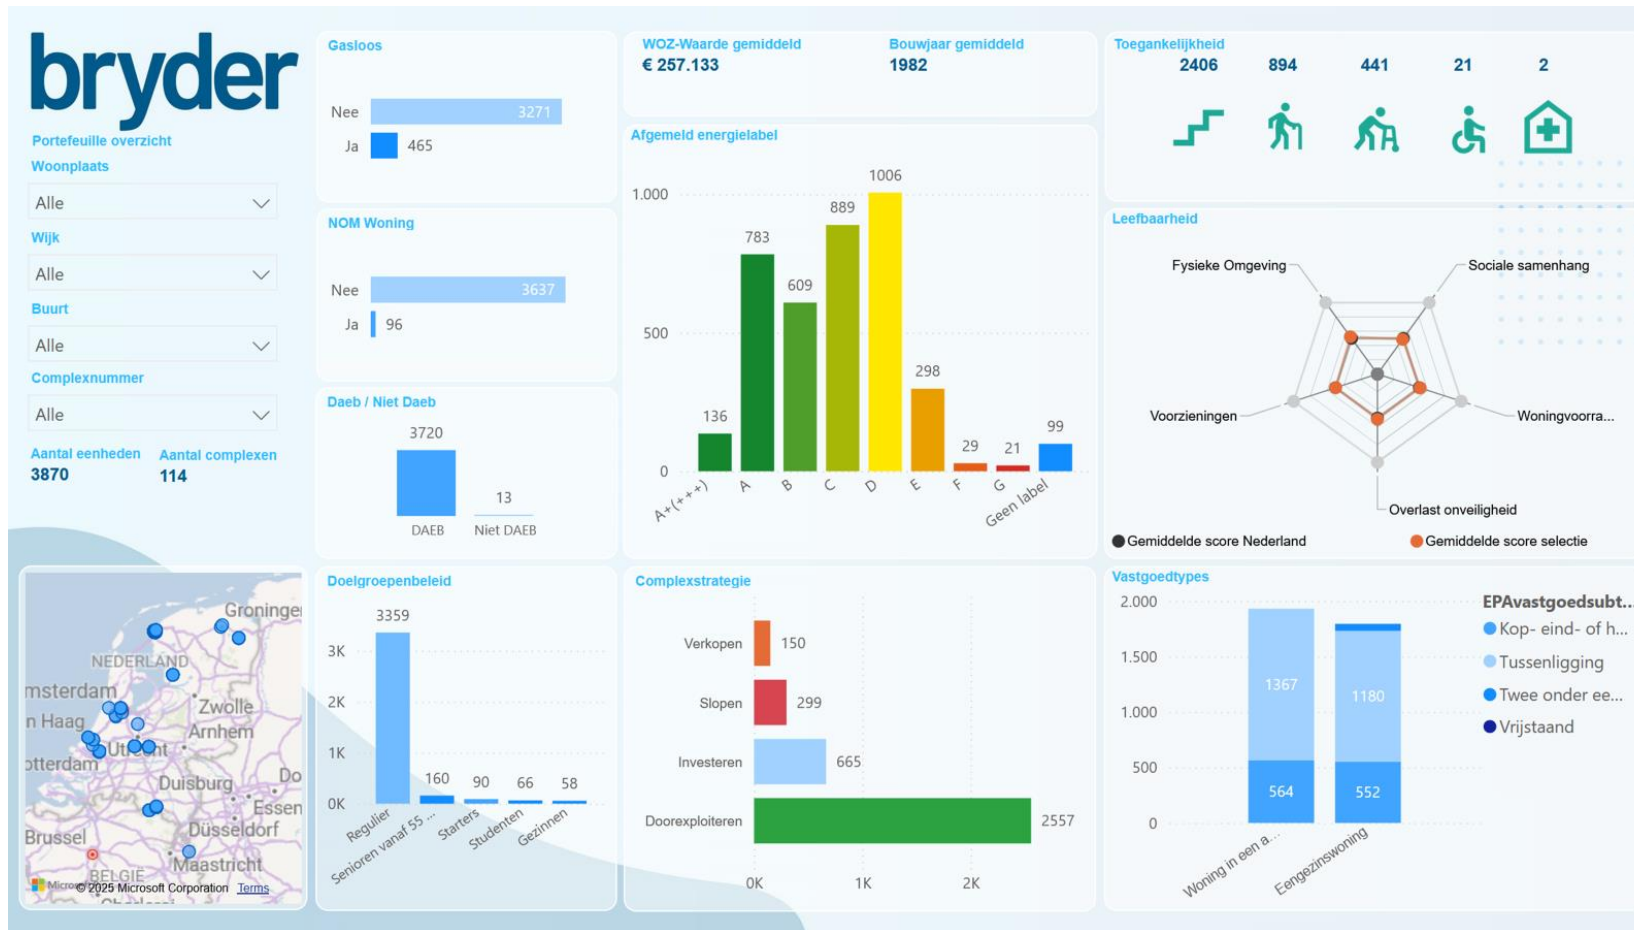 bryder
Portefeuille overzicht
Woonplaats
Alle
Wijk
Alle
Buurt
Alle
Complexnummer
Alle
Aantal eenheden
3870
Aantal complexen
114
Gasloos
Nee 3271
Ja 465
NOM Woning
Nee 3637
Ja 96
Daeb / Niet Daeb
3720
13
DAEB Niet DAEB
WOZ-Waarde gemiddeld
€ 257.133
Bouwjaar gemiddeld
1982
Afgemeld energielabel
1.000
500
0
136 783 609 889 1006 298 29 21 99
A+(+++) A B C D E F G Geen label
Toegankelijkheid
2406 894 441 21 2
Leefbaarheid
Fysieke Omgeving
Sociale samenhang
Voorzieningen
Woningvoorra...
Overlast onveiligheid
Gemiddelde score Nederland
Gemiddelde score selectie
Groninge
NEDERLAND
msterdam
Zwolle
n Haag
Arnhem
Utrecht
otterdam
Duisburg
Do
Essen
Düsseldorf
Brussel
Maastricht
BELGIË
© 2025 Microsoft Corporation Terms
Doelgroepenbeleid
3K
2K
1K
0K
3359 160 90 66 58
Regulier Senioren vanaf 55 ... Starters Studenten Gezinnen
Complexstrategie
Verkopen 150
Slopen 299
Investeren 665
Doorexploiteren 2557
0K 1K 2K
Vastgoedtypes
2.000
1.500
1.000
500
0
1367 1180
564 552
Woning in een a... Eengezinswoning
EPAvastgoedsubt...
Kop- eind- of h...
Tussenligging
Twee onder ee...
Vrijstaand